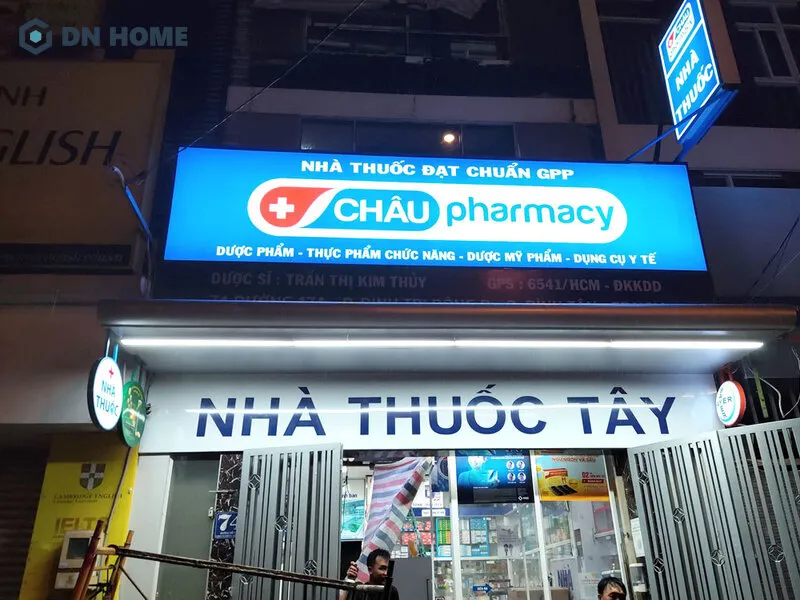 DN HOME
NHÀ THUỐC
NHÀ THUỐC ĐẠT CHUẨN GPP
CHÂU pharmacy
DƯỢC PHẨM - THỰC PHẨM CHỨC NĂNG - DƯỢC MỸ PHẨM - DỤNG CỤ Y TẾ
DƯỢC SĨ : TRẦN THỊ KIM THỦY GPS : 6541/HCM - ĐKKDD
NH
GLISH
NHÀ THUỐC
NHÀ THUỐC TÂY
CAMBRIDGE ENGLISH
IELTS
74
NHÀ